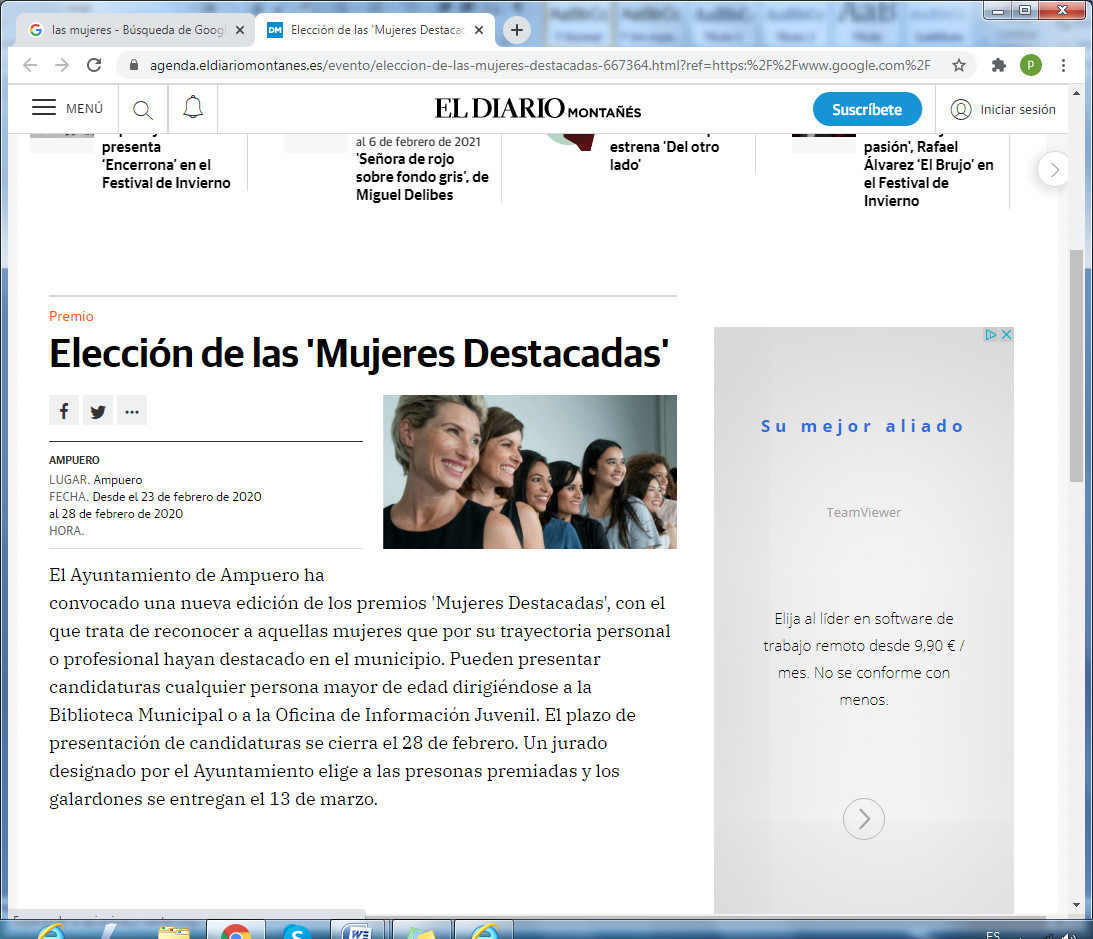 las mujeres - Búsqueda de Goog
Elección de las 'Mujeres Destacad
agenda.eldiariomontanes.es/evento/eleccion-de-las-mujeres-destacadas-667364.html?ref=https:%2F%2Fwww.google.com%2F
P
MENÚ
EL DIARIO MONTAÑÉS
Suscríbete
Iniciar sesión
presenta
'Encerrona' en el
Festival de Invierno
al 6 de febrero de 2021
'Señora de rojo
sobre fondo gris', de
Miguel Delibes
estrena 'Del otro
lado'
pasión', Rafael
Álvarez 'El Brujo' en
el Festival de
Invierno
Premio
Elección de las 'Mujeres Destacadas'
AMPUERO
LUGAR. Ampuero
FECHA. Desde el 23 de febrero de 2020
al 28 de febrero de 2020
HORA.
El Ayuntamiento de Ampuero ha
convocado una nueva edición de los premios 'Mujeres Destacadas', con el
que trata de reconocer a aquellas mujeres que por su trayectoria personal
o profesional hayan destacado en el municipio. Pueden presentar
candidaturas cualquier persona mayor de edad dirigiéndose a la
Biblioteca Municipal o a la Oficina de Información Juvenil. El plazo de
presentación de candidaturas se cierra el 28 de febrero. Un jurado
designado por el Ayuntamiento elige a las presonas premiadas y los
galardones se entregan el 13 de marzo.
Su mejor aliado
TeamViewer
Elija al líder en software de
trabajo remoto desde 9,90 € /
mes. No se conforme con
menos.
ES